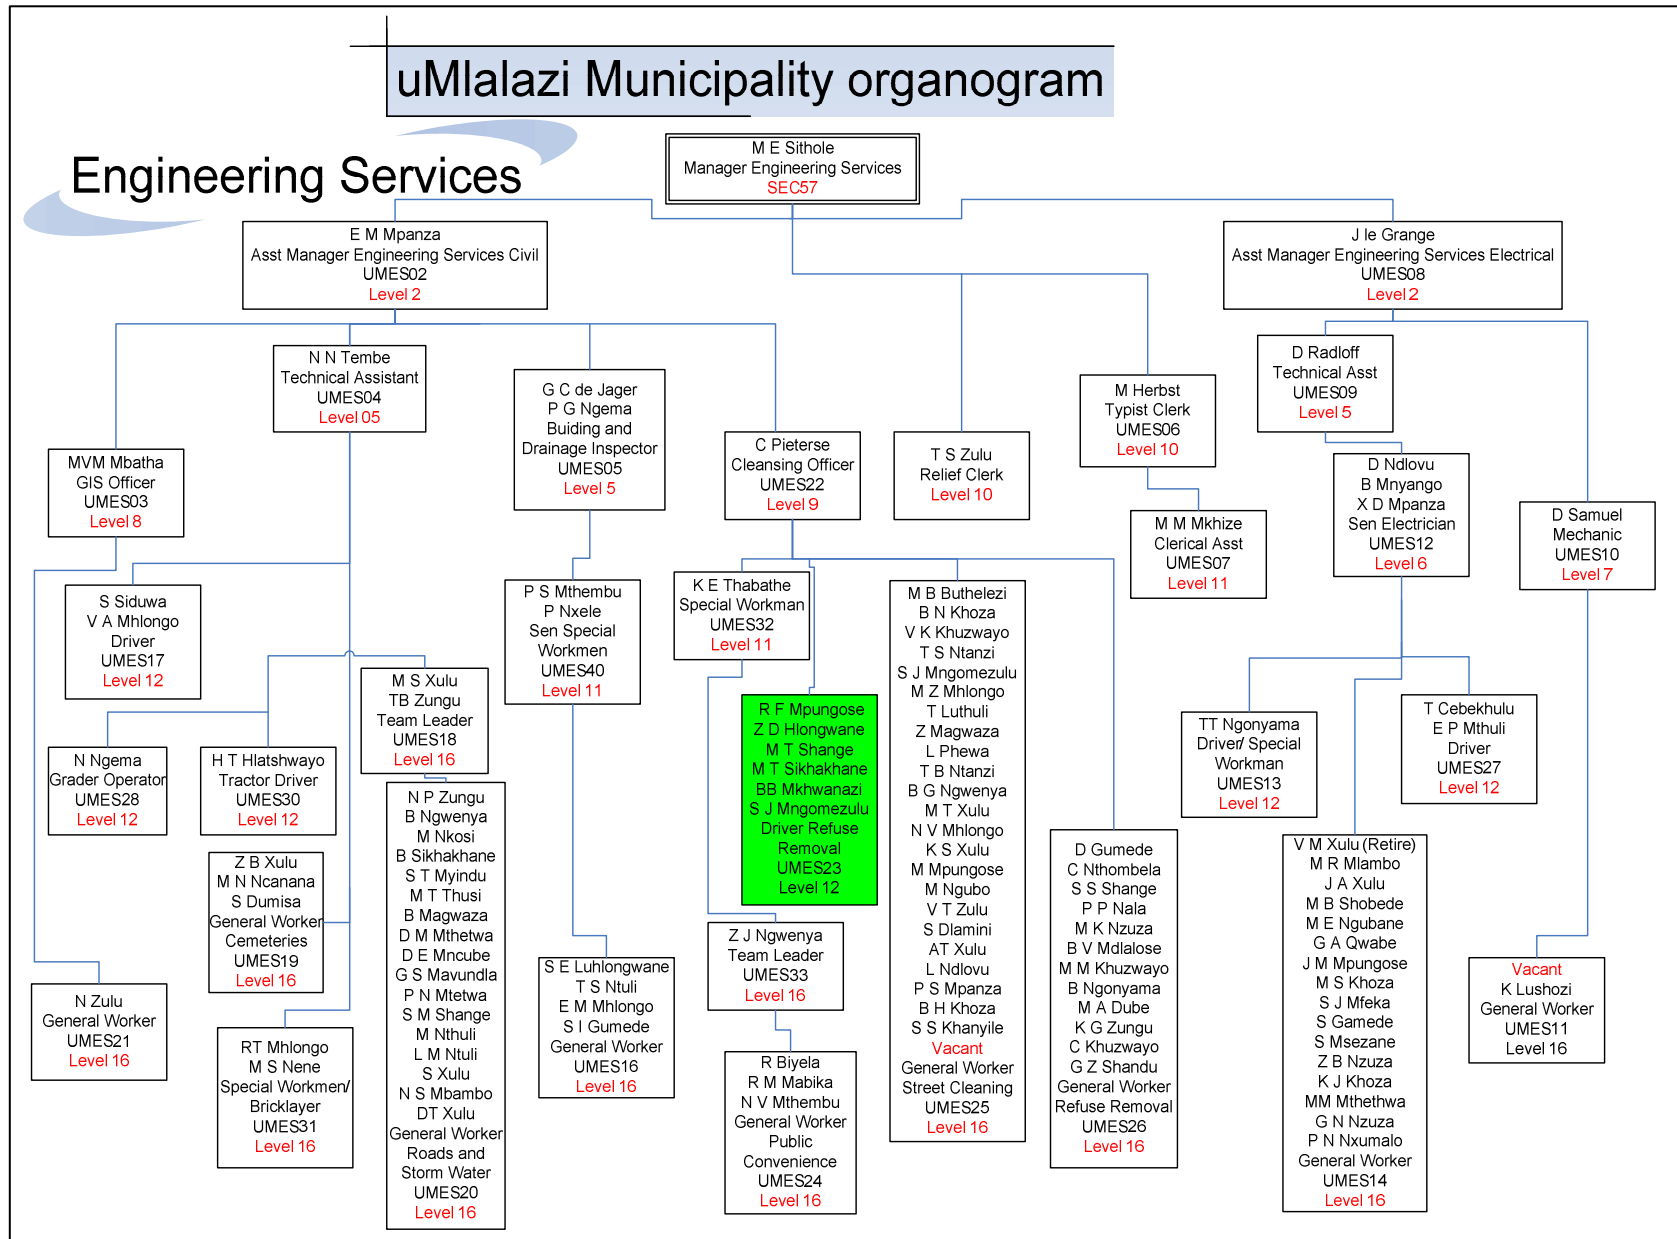 uMlalazi Municipality organogram
Engineering Services
M E Sithole
Manager Engineering Services
SEC57
E M Mpanza
Asst Manager Engineering Services Civil
UMES02
Level 2
J le Grange
Asst Manager Engineering Services Electrical
UMES08
Level 2
MVM Mbatha
GIS Officer
UMES03
Level 8
N N Tembe
Technical Assistant
UMES04
Level 05
G C de Jager
P G Ngema
Buiding and
Drainage Inspector
UMES05
Level 5
C Pieterse
Cleansing Officer
UMES22
Level 9
T S Zulu
Relief Clerk
Level 10
M Herbst
Typist Clerk
UMES06
Level 10
M M Mkhize
Clerical Asst
UMES07
Level 11
D Radloff
Technical Asst
UMES09
Level 5
D Ndlovu
B Mnyango
X D Mpanza
Sen Electrician
UMES12
Level 6
D Samuel
Mechanic
UMES10
Level 7
S Siduwa
V A Mhlongo
Driver
UMES17
Level 12
N Ngema
Grader Operator
UMES28
Level 12
H T Hlatshwayo
Tractor Driver
UMES30
Level 12
M S Xulu
TB Zungu
Team Leader
UMES18
Level 16
P S Mthembu
P Nxele
Sen Special
Workmen
UMES40
Level 11
K E Thabathe
Special Workman
UMES32
Level 11
R F Mpungose
Z D Hlongwane
M T Shange
M T Sikhakhane
BB Mkhwanazi
S J Mngomezulu
Driver Refuse
Removal
UMES23
Level 12
M B Buthelezi
B N Khoza
V K Khuzwayo
T S Ntanzi
S J Mngomezulu
M Z Mhlongo
T Luthuli
Z Magwaza
L Phewa
T B Ntanzi
B G Ngwenya
M T Xulu
N V Mhlongo
K S Xulu
M Mpungose
M Ngubo
V T Zulu
S Dlamini
AT Xulu
L Ndlovu
P S Mpanza
B H Khoza
S S Khanyile
Vacant
General Worker
Street Cleaning
UMES25
Level 16
D Gumede
C Nthombela
S S Shange
P P Nala
M K Nzuza
B V Mdlalose
M M Khuzwayo
B Ngonyama
M A Dube
K G Zungu
C Khuzwayo
G Z Shandu
General Worker
Refuse Removal
UMES26
Level 16
TT Ngonyama
Driver/ Special
Workman
UMES13
Level 12
T Cebekhulu
E P Mthuli
Driver
UMES27
Level 12
V M Xulu (Retire)
M R Mlambo
J A Xulu
M B Shobede
M E Ngubane
G A Qwabe
J M Mpungose
M S Khoza
S J Mfeka
S Gamede
S Msezane
Z B Nzuza
K J Khoza
MM Mthethwa
G N Nzuza
P N Nxumalo
General Worker
UMES14
Level 16
Vacant
K Lushozi
General Worker
UMES11
Level 16
N Zulu
General Worker
UMES21
Level 16
Z B Xulu
M N Ncanana
S Dumisa
General Worker
Cemeteries
UMES19
Level 16
RT Mhlongo
M S Nene
Special Workmen/
Bricklayer
UMES31
Level 16
N P Zungu
B Ngwenya
M Nkosi
B Sikhakhane
S T Myindu
M T Thusi
B Magwaza
D M Mthetwa
D E Mncube
G S Mavundla
P N Mtetwa
S M Shange
M Nthuli
L M Ntuli
S Xulu
N S Mbambo
DT Xulu
General Worker
Roads and
Storm Water
UMES20
Level 16
S E Luhlongwane
T S Ntuli
E M Mhlongo
S I Gumede
General Worker
UMES16
Level 16
Z J Ngwenya
Team Leader
UMES33
Level 16
R Biyela
R M Mabika
N V Mthembu
General Worker
Public
Convenience
UMES24
Level 16